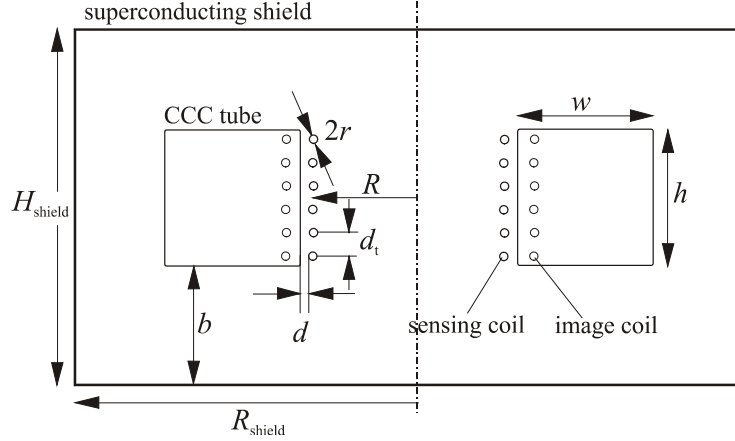 superconducting shield
CCC tube
2r
w
R
H_shield
h
d_t
b
d
sensing coil
image coil
R_shield